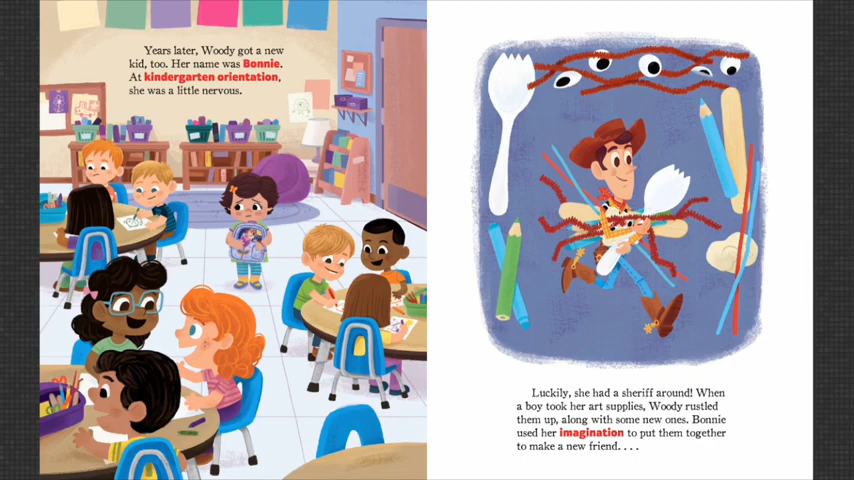 Years later, Woody got a new
kid, too. Her name was Bonnie.
At kindergarten orientation,
she was a little nervous.
Luckily, she had a sheriff around! When
a boy took her art supplies, Woody rustled
them up, along with some new ones. Bonnie
used her imagination to put them together
to make a new friend. . . .